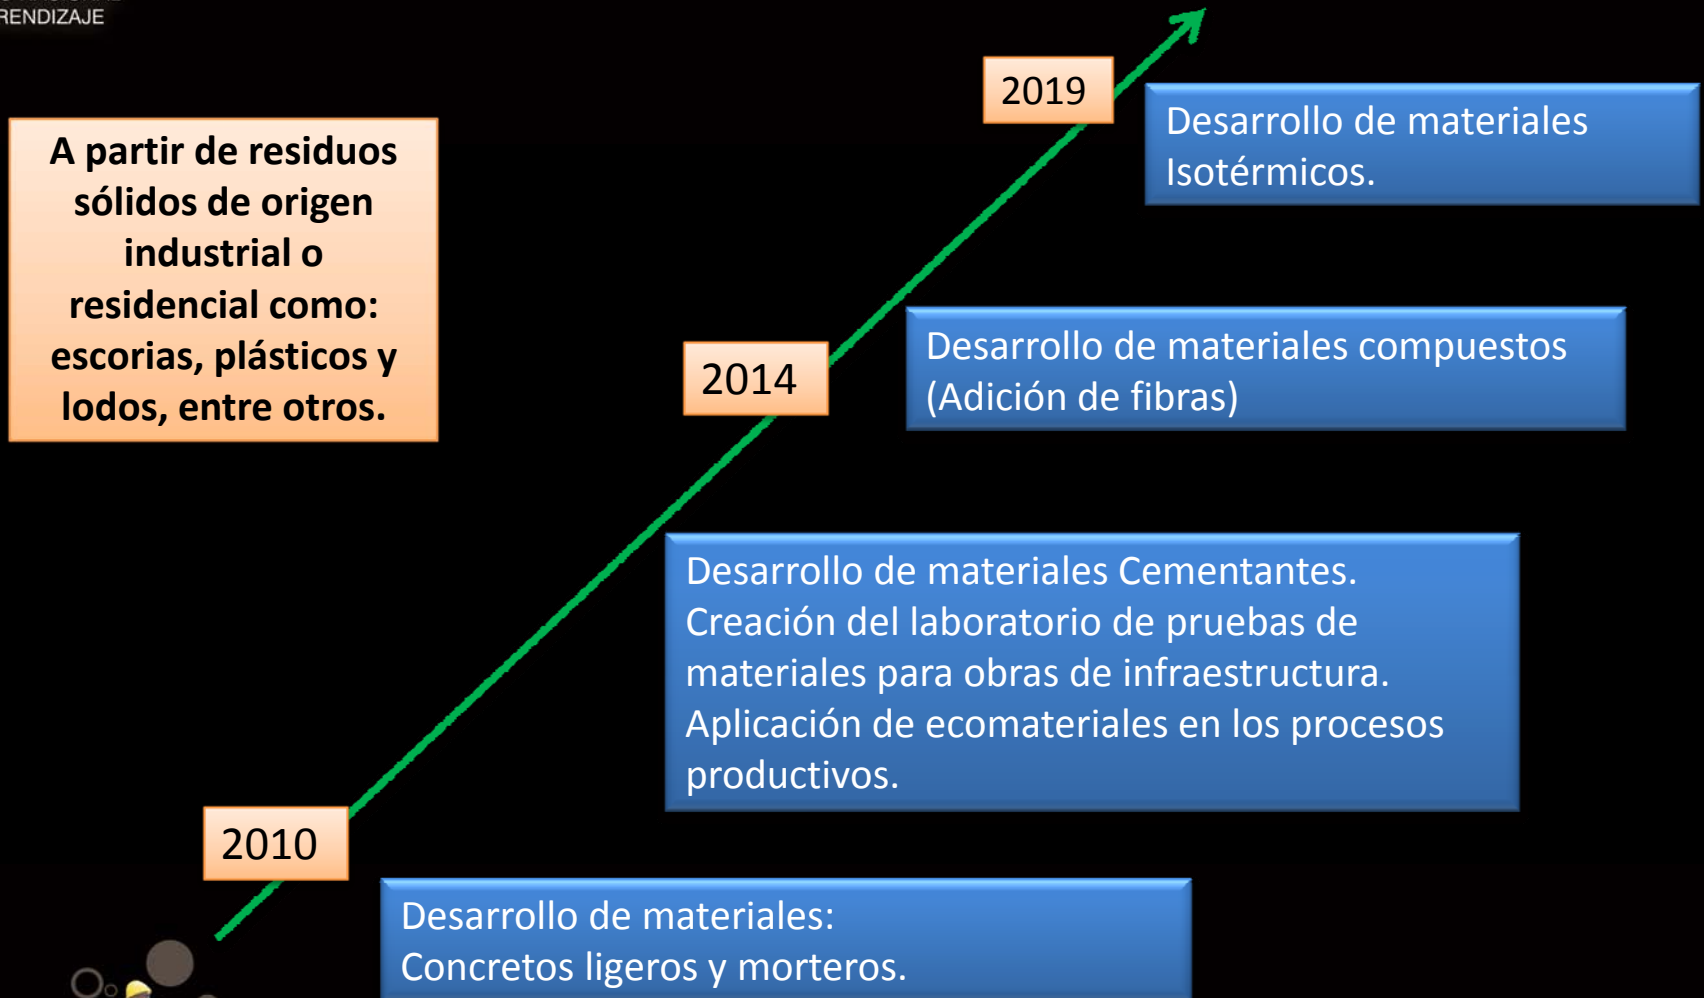 RENDIZAJE
2019
Desarrollo de materiales
Isotérmicos.
A partir de residuos
sólidos de origen
industrial o
residencial como:
escorias, plásticos y
lodos, entre otros.
2014
Desarrollo de materiales compuestos
(Adición de fibras)
Desarrollo de materiales Cementantes.
Creación del laboratorio de pruebas de
materiales para obras de infraestructura.
Aplicación de ecomateriales en los procesos
productivos.
2010
Desarrollo de materiales:
Concretos ligeros y morteros.